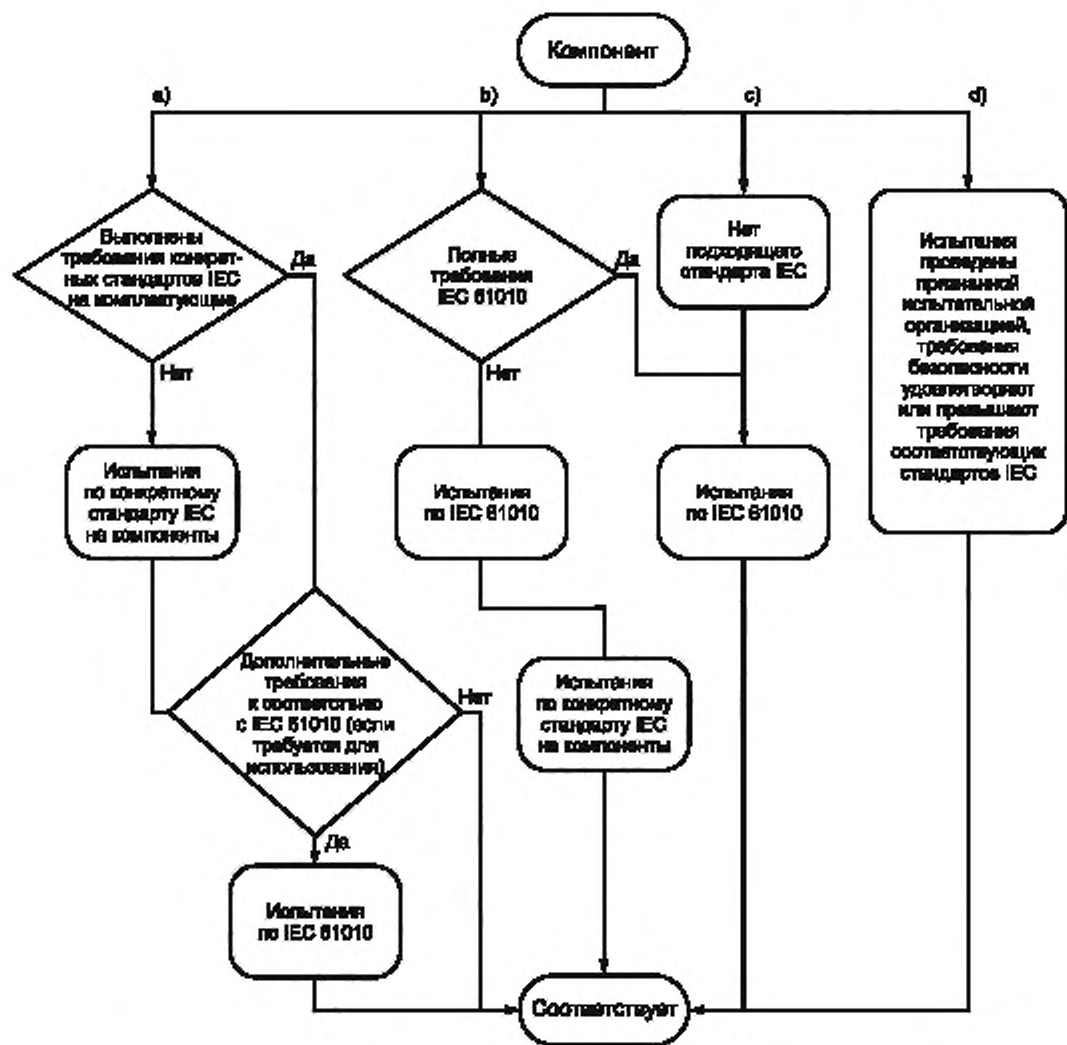 Компонент
a)
b)
c)
d)
Выполнены
требования конкрет-
ных стандартов IEC
на комплектующие
Да
Нет
Испытания
по конкретному
стандарту IEC
на компоненты
Дополнительные
требования
к соответствию
с IEC 61010 (если
требуется для
использования)
Нет
Да
Испытания
по IEC 61010
Полные
требования
IEC 61010
Да
Нет
Испытания
по IEC 61010
Испытания
по конкретному
стандарту IEC
на компоненты
Нет
подходящего
стандарта IEC
Испытания
по IEC 61010
Испытания
проведены
признанной
испытательной
организацией,
требования
безопасности
удовлетворяют
или превышают
требования
соответствующих
стандартов IEC
Соответствует